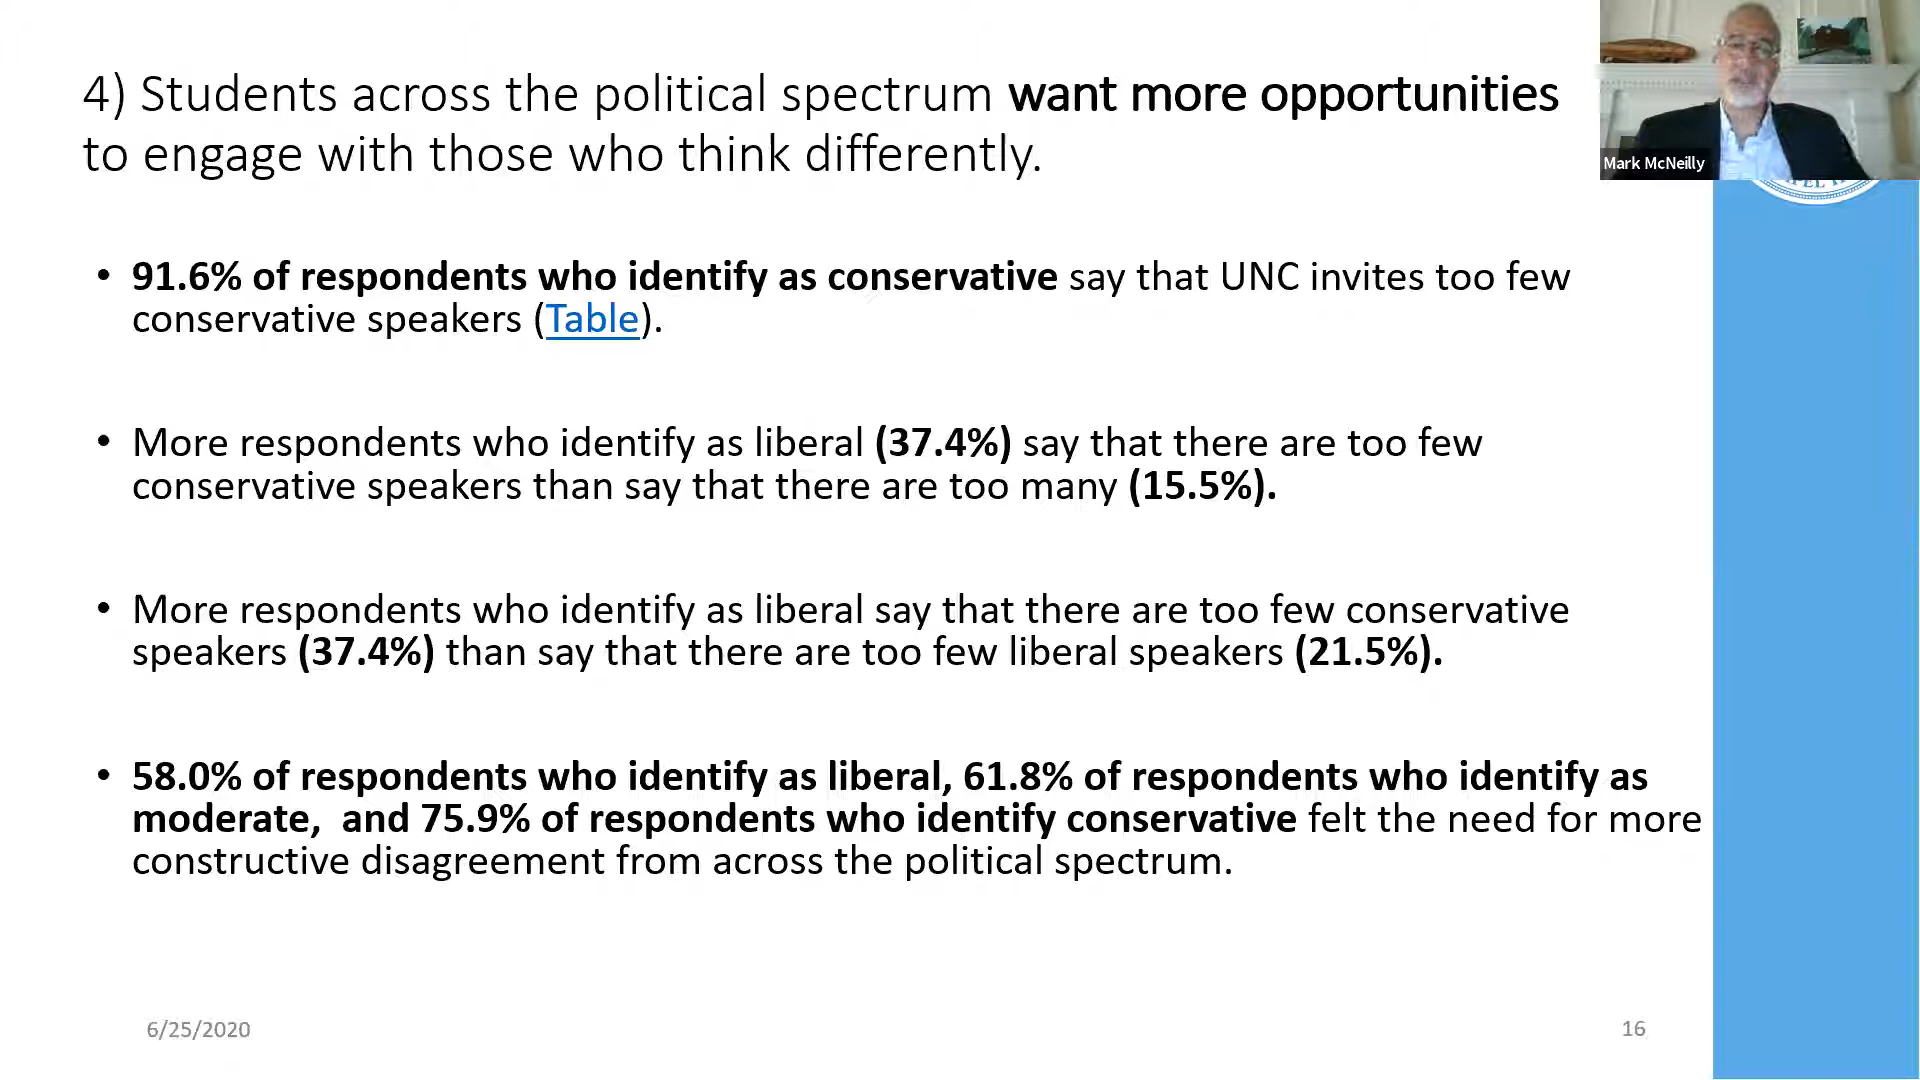 4) Students across the political spectrum want more opportunities
to engage with those who think differently.
Mark McNeilly
• 91.6% of respondents who identify as conservative say that UNC invites too few
conservative speakers (Table).
• More respondents who identify as liberal (37.4%) say that there are too few
conservative speakers than say that there are too many (15.5%).
• More respondents who identify as liberal say that there are too few conservative
speakers (37.4%) than say that there are too few liberal speakers (21.5%).
• 58.0% of respondents who identify as liberal, 61.8% of respondents who identify as
moderate,  and 75.9% of respondents who identify conservative felt the need for more
constructive disagreement from across the political spectrum.
6/25/2020
16